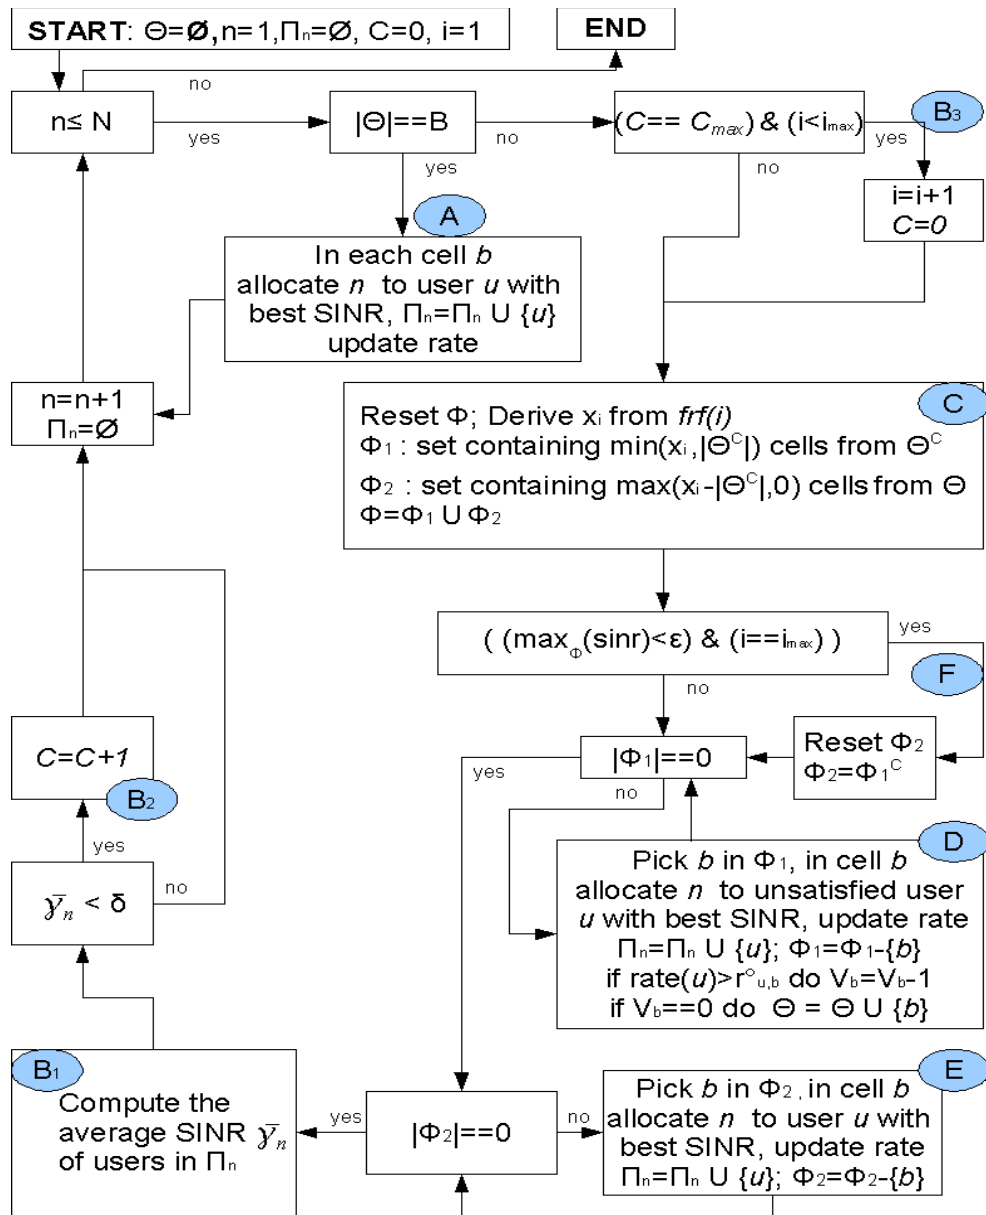 START: Θ=Ø,n=1,Πₙ=Ø, C=0, i=1
END
no
n≤ N
yes
|Θ|==B
no
(C== Cₘₐₓ) & (i<iₘₐₓ)
B₃
yes
yes
no
i=i+1
C=0
A
In each cell b
allocate n to user u with
best SINR, Πₙ=Πₙ U {u}
update rate
n=n+1
Πₙ=Ø
C
Reset Φ; Derive xᵢ from frf(i)
Φ₁ : set containing min(xᵢ,|Θᶜ|) cells from Θᶜ
Φ₂ : set containing max(xᵢ-|Θᶜ|,0) cells from Θ
Φ=Φ₁ U Φ₂
( (max_Φ(sinr)<ε) & (i==iₘₐₓ) )
yes
F
no
C=C+1
B₂
|Φ₁|==0
yes
no
Reset Φ₂
Φ₂=Φ₁ᶜ
yes
no
γ̄ₙ < δ
D
Pick b in Φ₁, in cell b
allocate n to unsatisfied user
u with best SINR, update rate
Πₙ=Πₙ U {u}; Φ₁=Φ₁-{b}
if rate(u)>r°ᵤ,b do V_b=V_b-1
if V_b==0 do Θ = Θ U {b}
B₁
Compute the
average SINR γ̄ₙ
of users in Πₙ
yes
|Φ₂|==0
no
E
Pick b in Φ₂, in cell b
allocate n to user u with
best SINR, update rate
Πₙ=Πₙ U {u}; Φ₂=Φ₂-{b}